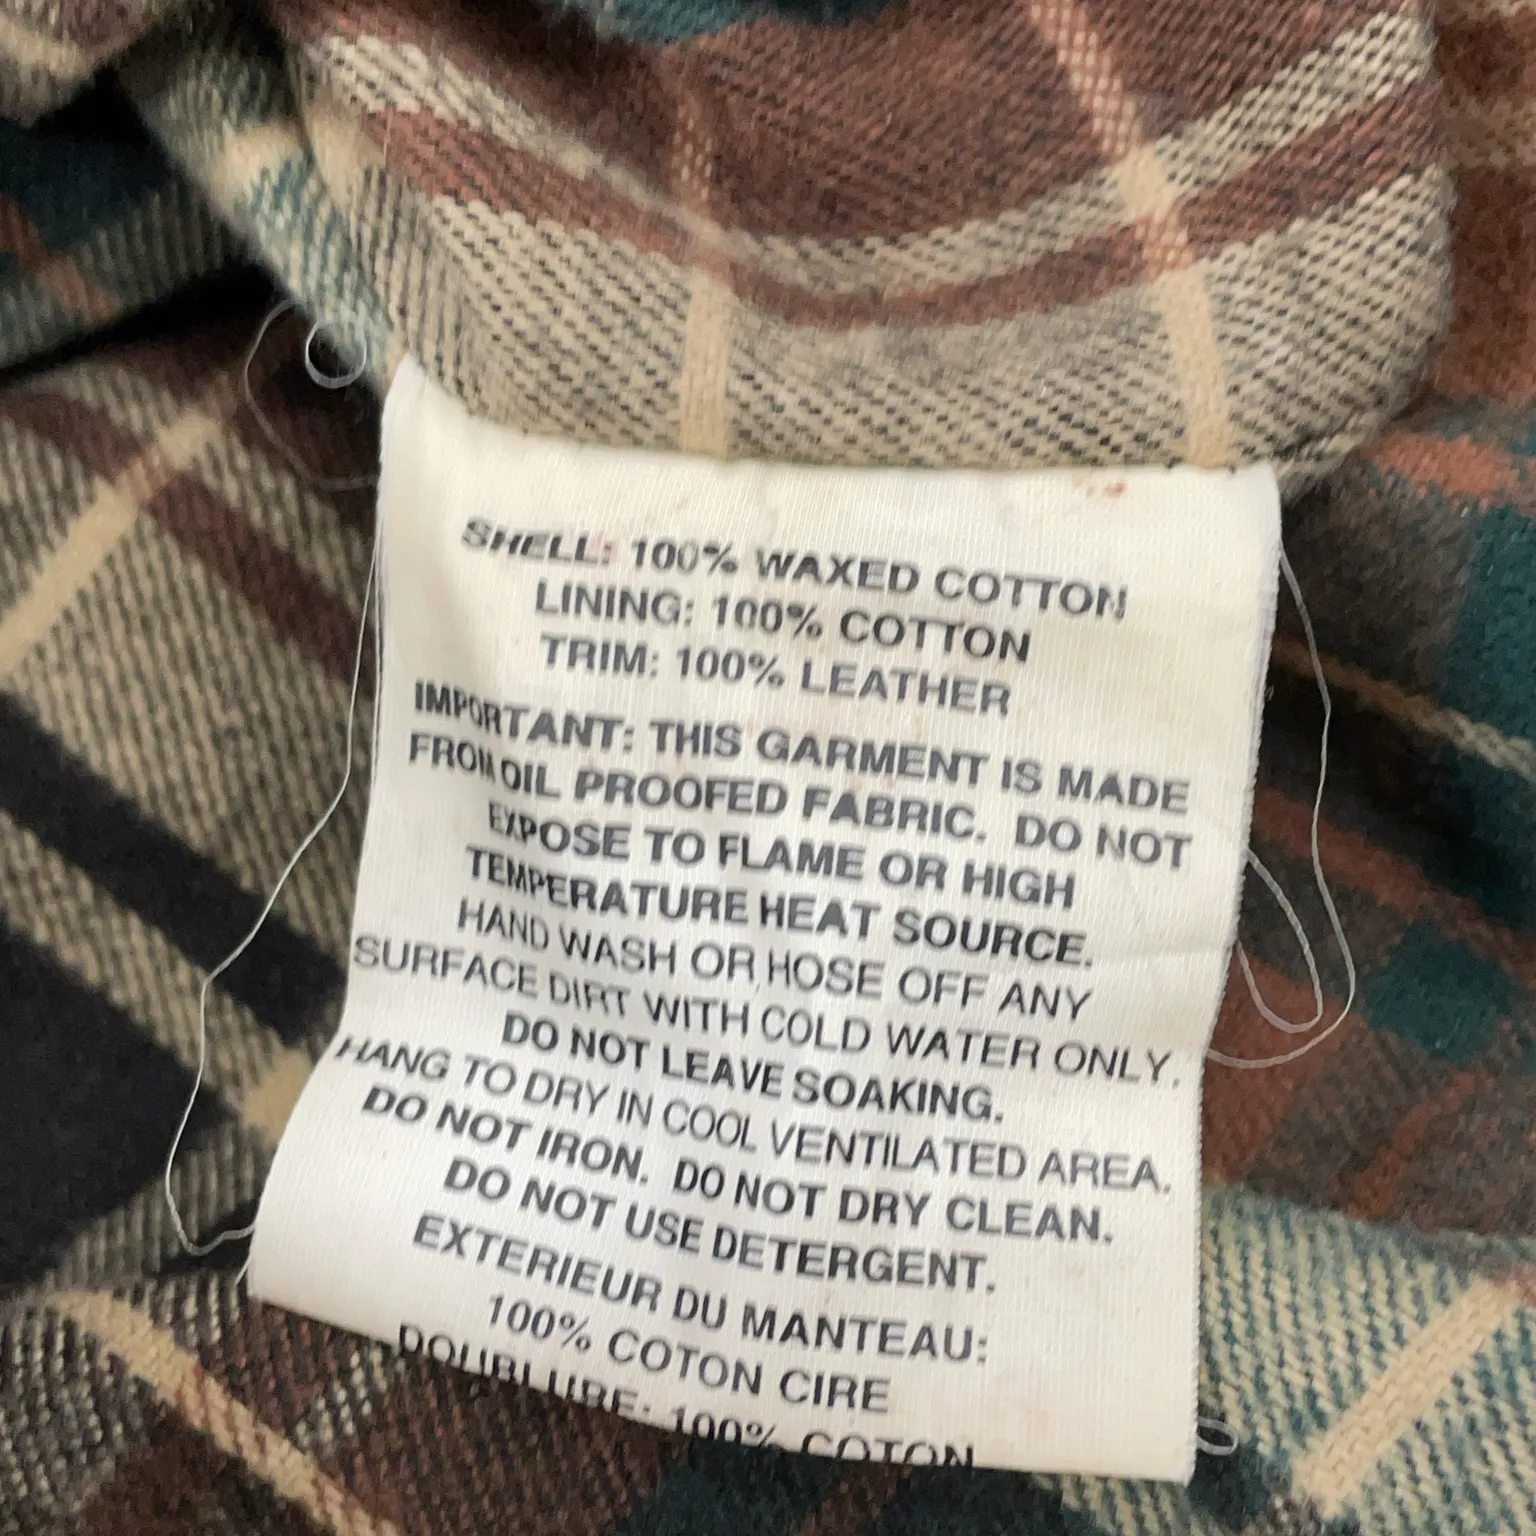 SHELL: 100% WAXED COTTON
LINING: 100% COTTON
TRIM: 100% LEATHER
IMPORTANT: THIS GARMENT IS MADE
FROM OIL PROOFED FABRIC. DO NOT
EXPOSE TO FLAME OR HIGH
TEMPERATURE HEAT SOURCE.
HAND WASH OR HOSE OFF ANY
SURFACE DIRT WITH COLD WATER ONLY.
DO NOT LEAVE SOAKING.
HANG TO DRY IN COOL VENTILATED AREA.
DO NOT IRON. DO NOT DRY CLEAN.
DO NOT USE DETERGENT.
EXTERIEUR DU MANTEAU:
100% COTON CIRE
DOUBLURE: 100% COTON